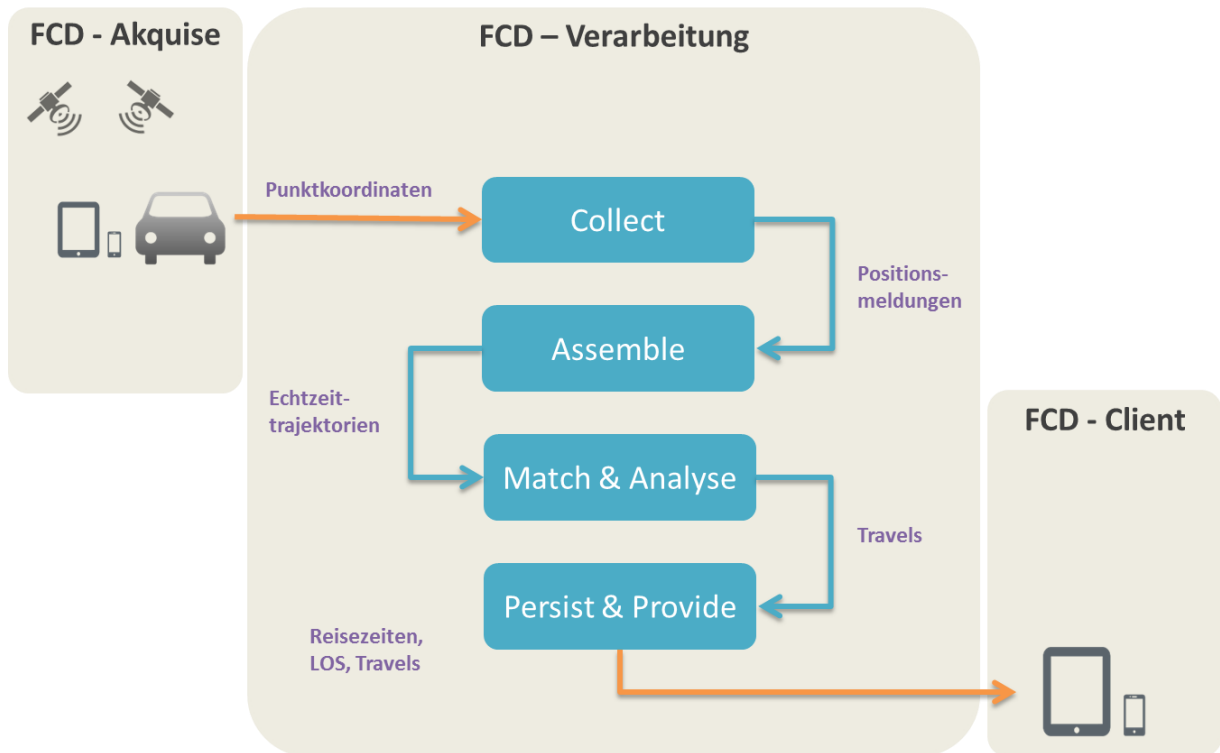 FCD - Akquise
FCD – Verarbeitung
Punktkoordinaten
Collect
Positions-
meldungen
Assemble
Echtzeit-
trajektorien
FCD - Client
Match & Analyse
Travels
Persist & Provide
Reisezeiten,
LOS, Travels